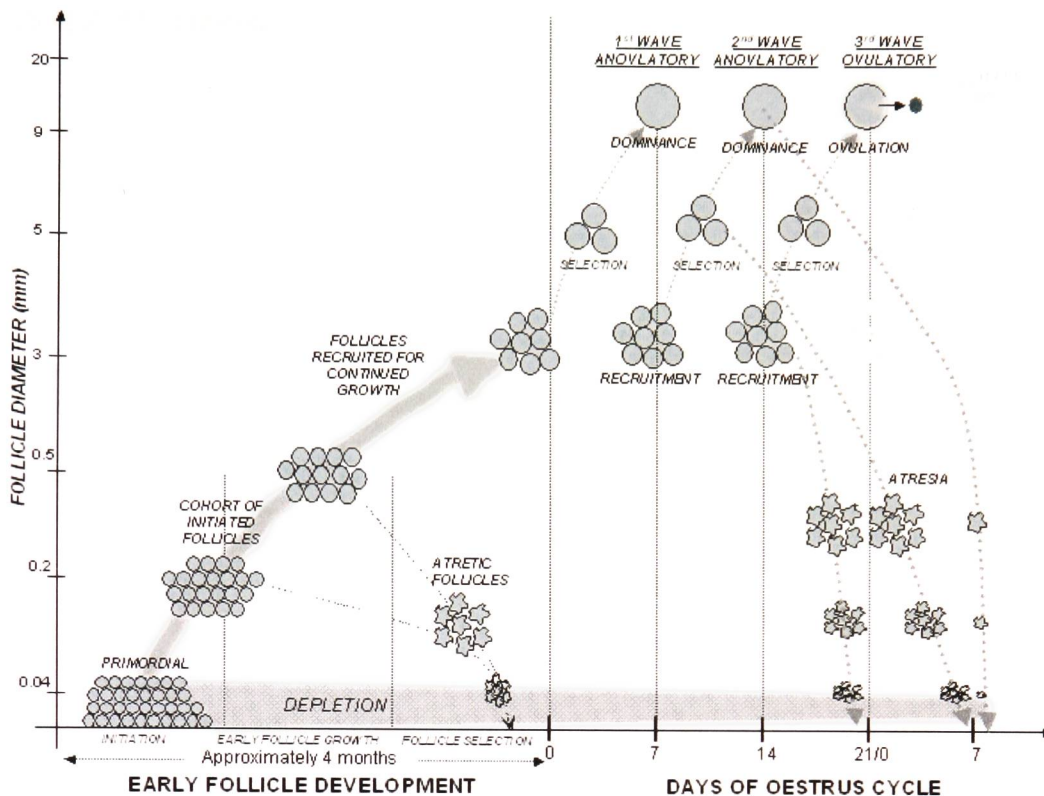 1st WAVE
ANOVLATORY
2nd WAVE
ANOVLATORY
3rd WAVE
OVULATORY
FOLLICLE DIAMETER (mm)
20
9
5
3
0.5
0.2
0.04
DOMINANCE
DOMINANCE
OVULATION
SELECTION
SELECTION
SELECTION
FOLLICLES
RECRUITED FOR
CONTINUED
GROWTH
RECRUITMENT
RECRUITMENT
COHORT OF
INITIATED
FOLLICLES
ATRETIC
FOLLICLES
ATRESIA
PRIMORDIAL
DEPLETION
INITIATION
EARLY FOLLICLE GROWTH
FOLLICLE SELECTION
0
7
14
21/0
7
Approximately 4 months
EARLY FOLLICLE DEVELOPMENT
DAYS OF OESTRUS CYCLE